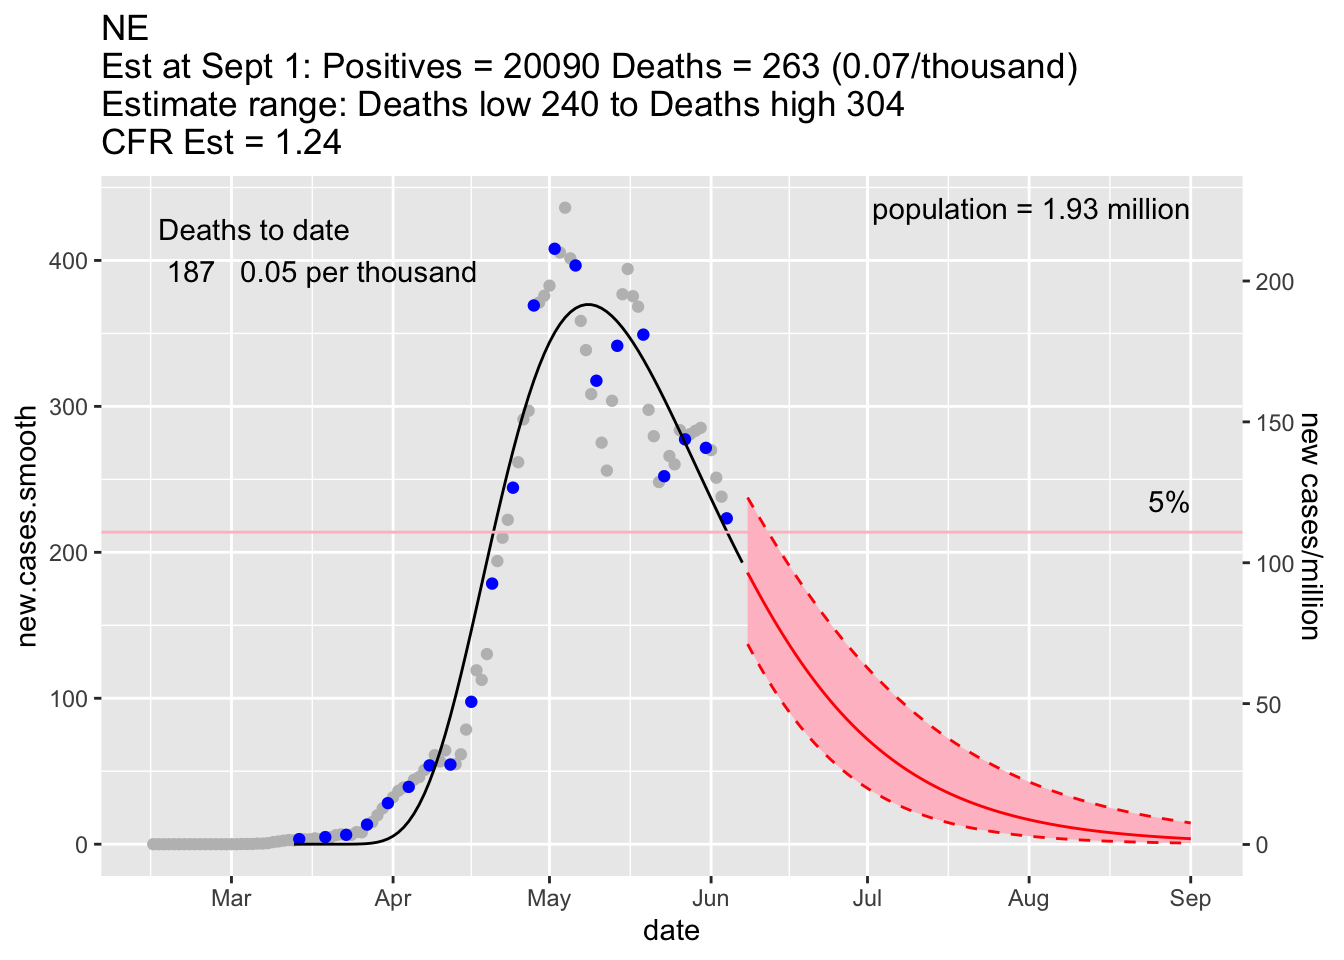 NE
Est at Sept 1: Positives = 20090 Deaths = 263 (0.07/thousand)
Estimate range: Deaths low 240 to Deaths high 304
CFR Est = 1.24
Deaths to date
187 0.05 per thousand
population = 1.93 million
5%
new.cases.smooth
400
300
200
100
0
new cases/million
200
150
100
50
0
Mar Apr May Jun Jul Aug Sep
date